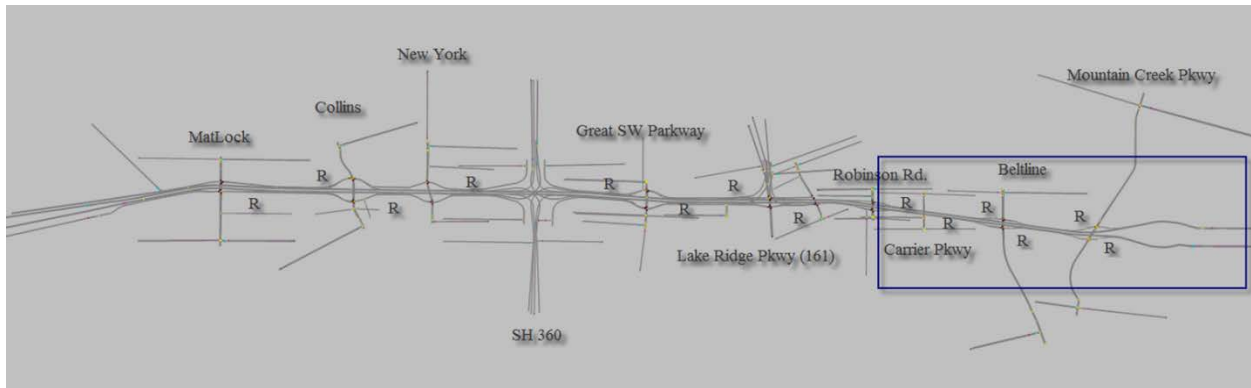 New York
Mountain Creek Pkwy
Collins
MatLock
Great SW Parkway
R
R
R
R
Robinson Rd.
Beltline
R
R
R
R
R
R
R
R
R
R
Lake Ridge Pkwy (161)
Carrier Pkwy
SH 360